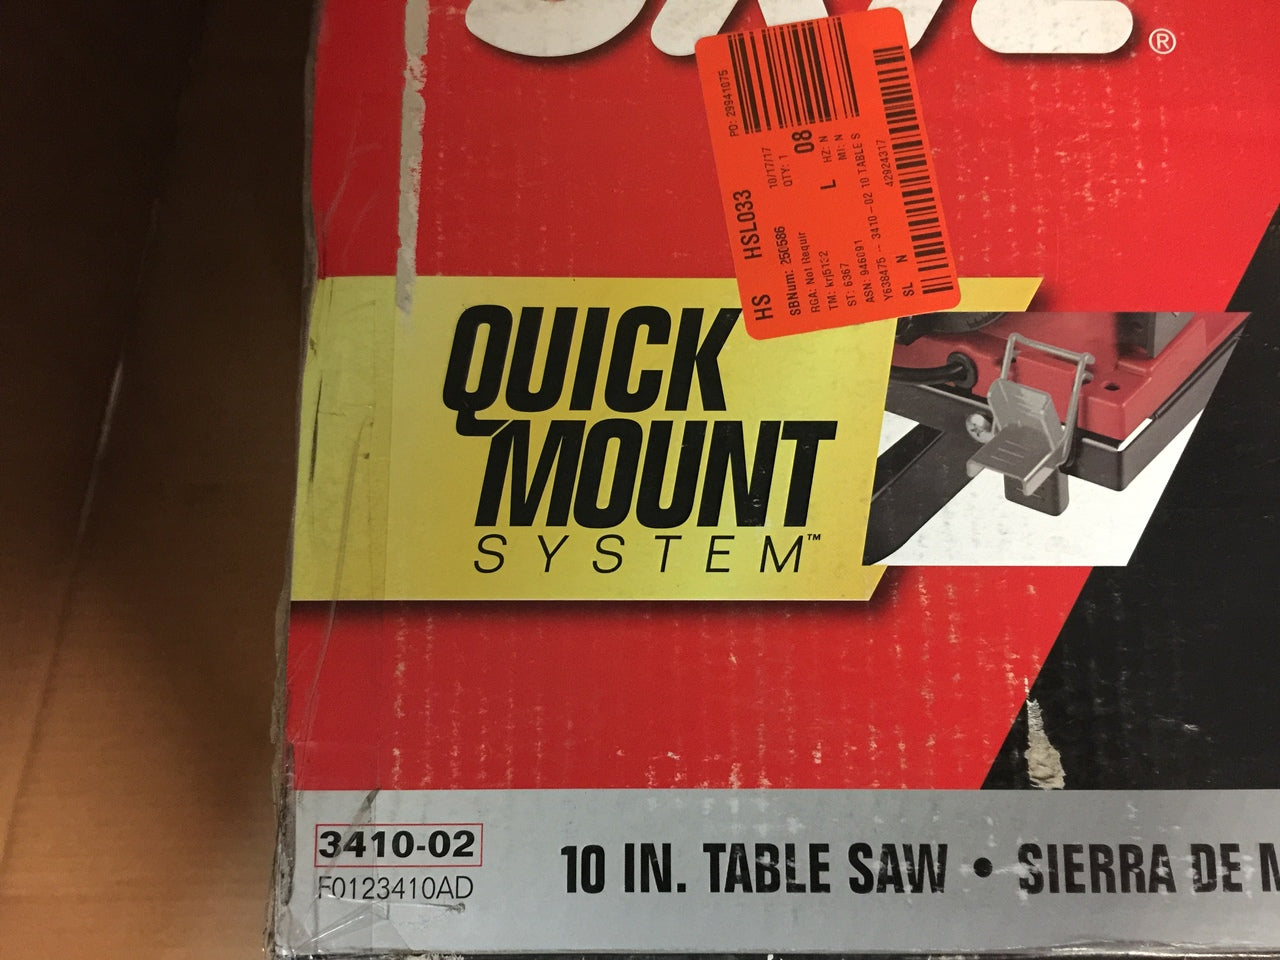 ®
PO: 29941075
HS HSL033
10/17/17
SBNum: 250586 QTY: 1 08
RGA: Not Requir
TM: krj5132 L HZ: N
ST: 6367 MI: N
ASN: 946091
Y638475 -- 3410-02 10 TABLE S
SL N 42924317
QUICK
MOUNT
SYSTEM™
3410-02
F0123410AD
10 IN. TABLE SAW • SIERRA DE